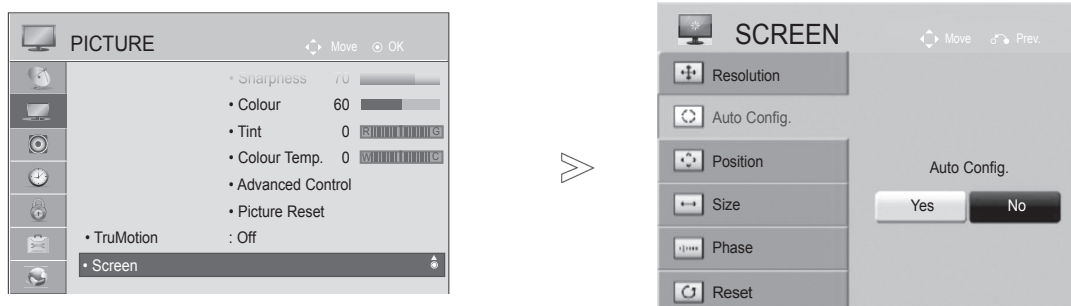 PICTURE
Move OK
• Sharpness 70
• Colour 60
• Tint 0 R G
• Colour Temp. 0 W C
• Advanced Control
• Picture Reset
• TruMotion : Off
• Screen
SCREEN
Move Prev.
Resolution
Auto Config.
Position
Size
Phase
Reset
Auto Config.
Yes No